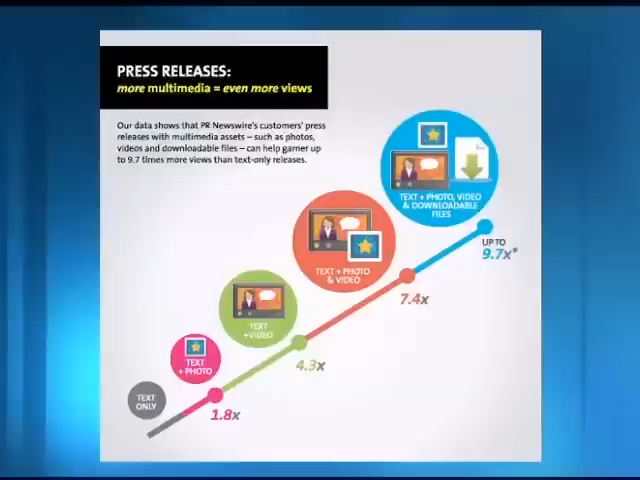 PRESS RELEASES:
more multimedia = even more views
Our data shows that PR Newswire's customers' press
releases with multimedia assets – such as photos,
videos and downloadable files – can help garner up
to 9.7 times more views than text-only releases.
TEXT + PHOTO, VIDEO
& DOWNLOADABLE
FILES
UP TO
9.7x*
TEXT + PHOTO
& VIDEO
7.4x
TEXT
+VIDEO
4.3x
TEXT
+ PHOTO
1.8x
TEXT
ONLY